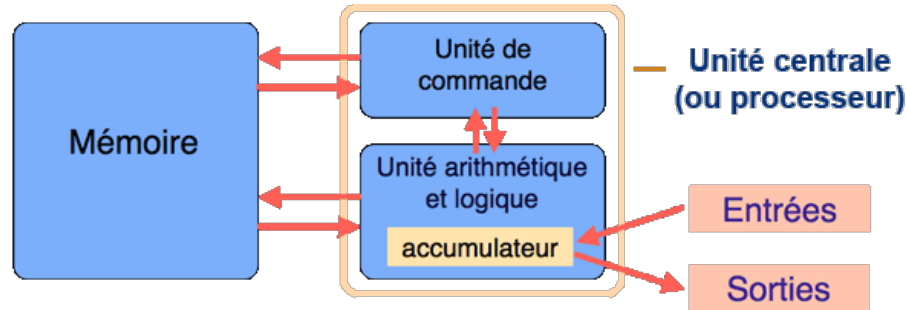 Mémoire
Unité de
commande
Unité centrale
(ou processeur)
Unité arithmétique
et logique
accumulateur
Entrées
Sorties